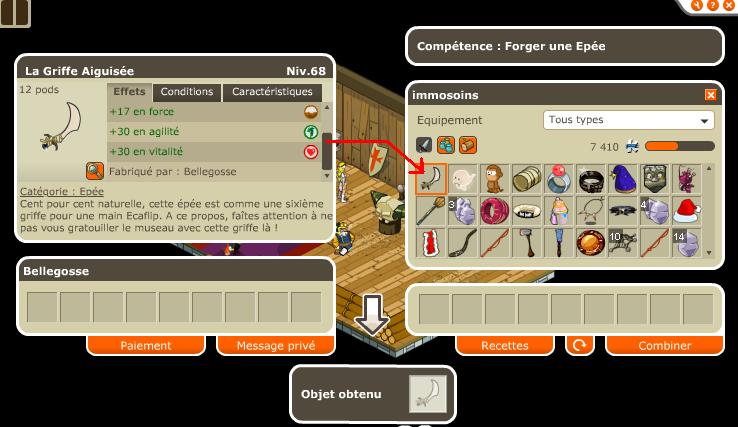 Compétence : Forger une Epée
La Griffe Aiguisée Niv.68
12 pods
Effets Conditions Caractéristiques
+17 en force
+30 en agilité
+30 en vitalité
Fabriqué par : Bellegosse
Catégorie : Epée
Cent pour cent naturelle, cette épée est comme une sixième
griffe pour une main Ecaflip. A ce propos, faîtes attention à ne
pas vous gratouiller le museau avec cette griffe là !
immosoins
Equipement Tous types
7 410
3 4
10 14
Bellegosse
Paiement Message privé
Recettes Combiner
Objet obtenu